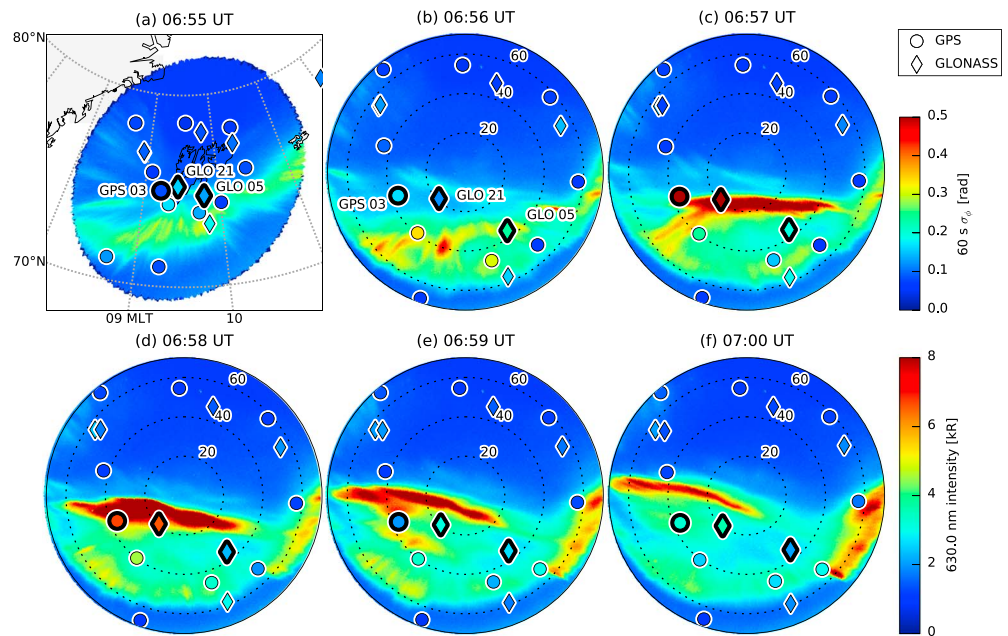 (a) 06:55 UT
(b) 06:56 UT
(c) 06:57 UT
80°N
70°N
09 MLT
10
GPS 03
GLO 21
GLO 05
60
40
20
GPS 03
GLO 21
GLO 05
60
40
20
GPS
GLONASS
0.5
0.4
0.3
0.2
0.1
0.0
60 s σϕ [rad]
(d) 06:58 UT
(e) 06:59 UT
(f) 07:00 UT
60
40
20
60
40
20
60
40
20
8
6
4
2
0
630.0 nm intensity [kR]